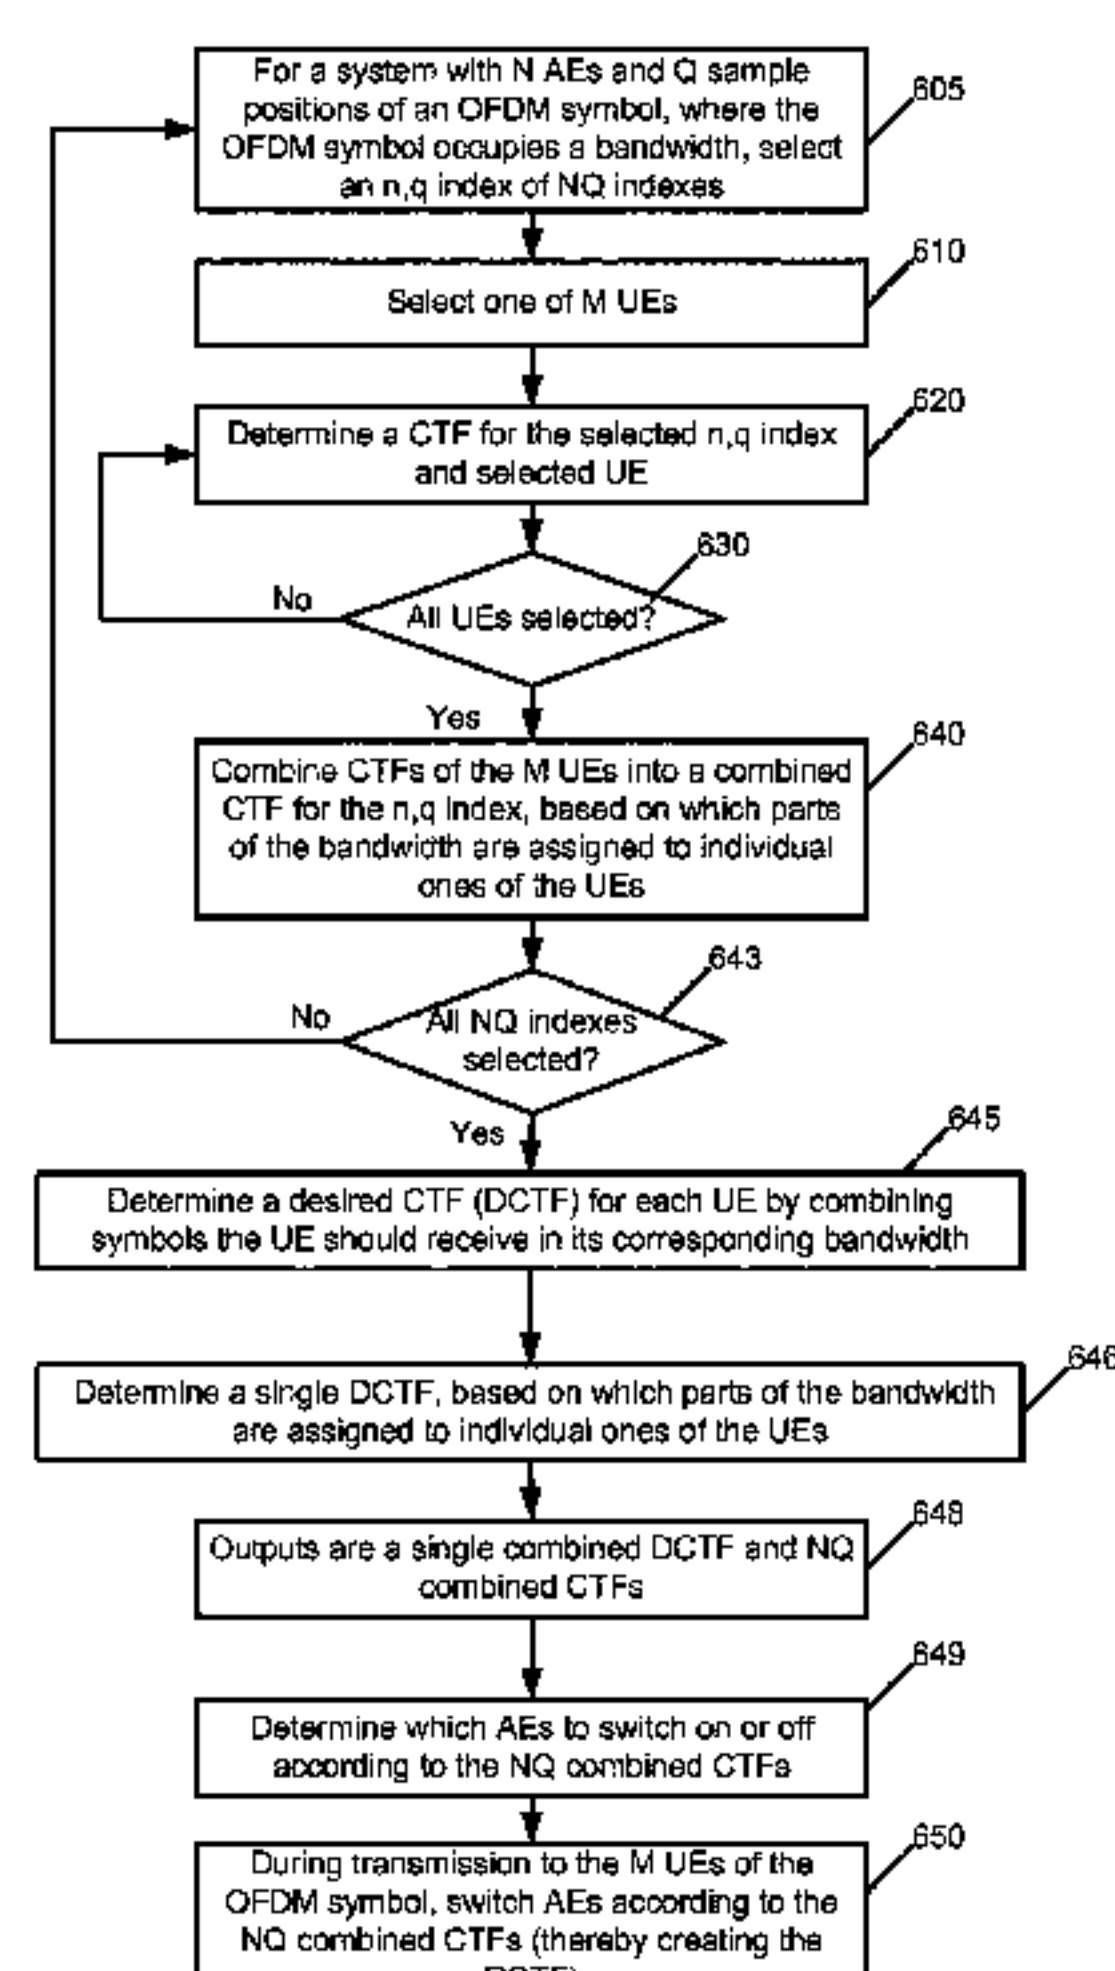 For a system with N AEs and Q sample
positions of an OFDM symbol, where the
OFDM symbol occupies a bandwidth, select
an n,q index of NQ indexes
605
Select one of M UEs
610
Determine a CTF for the selected n,q index
and selected UE
620
630
No
All UEs selected?
Yes
Combine CTFs of the M UEs into a combined
CTF for the n,q index, based on which parts
of the bandwidth are assigned to individual
ones of the UEs
640
643
No
All NQ indexes
selected?
Yes
645
Determine a desired CTF (DCTF) for each UE by combining
symbols the UE should receive in its corresponding bandwidth
646
Determine a single DCTF, based on which parts of the bandwidth
are assigned to individual ones of the UEs
648
Outputs are a single combined DCTF and NQ
combined CTFs
649
Determine which AEs to switch on or off
according to the NQ combined CTFs
650
During transmission to the M UEs of the
OFDM symbol, switch AEs according to the
NQ combined CTFs (thereby creating the